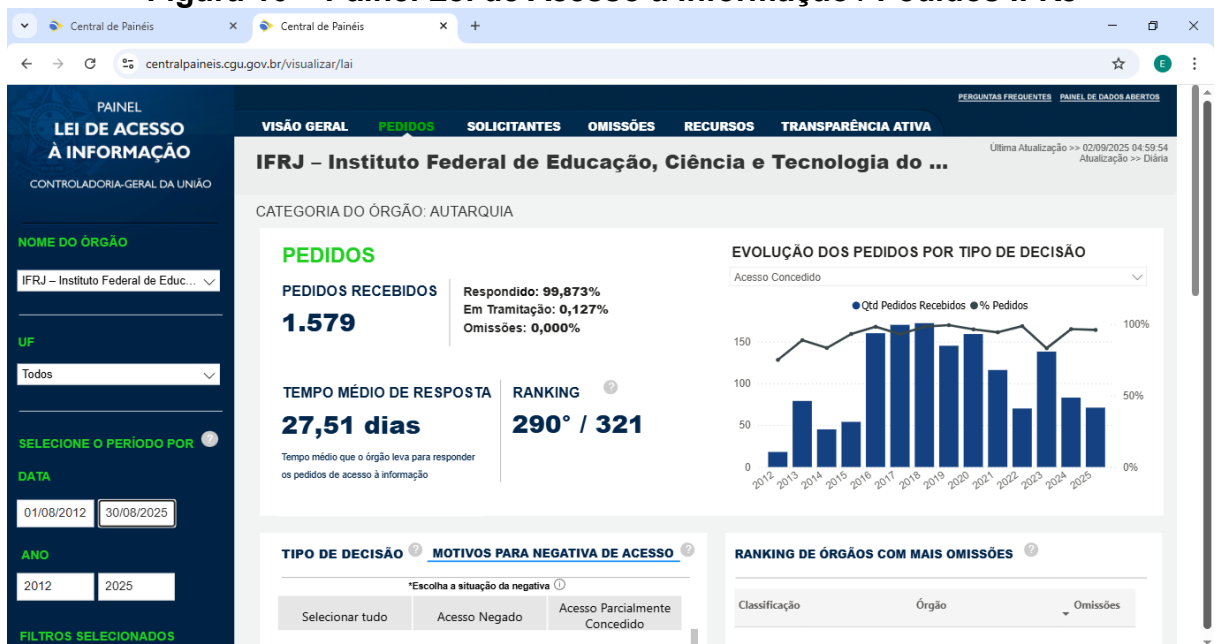 Central de Painéis
Central de Painéis
centralpaineis.cgu.gov.br/visualizar/lai
E
PAINEL
LEI DE ACESSO
À INFORMAÇÃO
CONTROLADORIA-GERAL DA UNIÃO
NOME DO ÓRGÃO
IFRJ – Instituto Federal de Educ...
UF
Todos
SELECIONE O PERÍODO POR ?
DATA
01/08/2012 30/08/2025
ANO
2012 2025
FILTROS SELECIONADOS
PERGUNTAS FREQUENTES PAINEL DE DADOS ABERTOS
VISÃO GERAL PEDIDOS SOLICITANTES OMISSÕES RECURSOS TRANSPARÊNCIA ATIVA
IFRJ – Instituto Federal de Educação, Ciência e Tecnologia do ...
Última Atualização >> 02/09/2025 04:59:54
Atualização >> Diária
CATEGORIA DO ÓRGÃO: AUTARQUIA
PEDIDOS
PEDIDOS RECEBIDOS
1.579
Respondido: 99,873%
Em Tramitação: 0,127%
Omissões: 0,000%
TEMPO MÉDIO DE RESPOSTA
27,51 dias
Tempo médio que o órgão leva para responder
os pedidos de acesso à informação
RANKING ?
290° / 321
EVOLUÇÃO DOS PEDIDOS POR TIPO DE DECISÃO
Acesso Concedido
Qtd Pedidos Recebidos % Pedidos
150
100
50
0
100%
50%
0%
2012 2013 2014 2015 2016 2017 2018 2019 2020 2021 2022 2023 2024 2025
TIPO DE DECISÃO ? MOTIVOS PARA NEGATIVA DE ACESSO ?
*Escolha a situação da negativa
Selecionar tudo
Acesso Negado
Acesso Parcialmente
Concedido
RANKING DE ÓRGÃOS COM MAIS OMISSÕES ?
Classificação Órgão Omissões